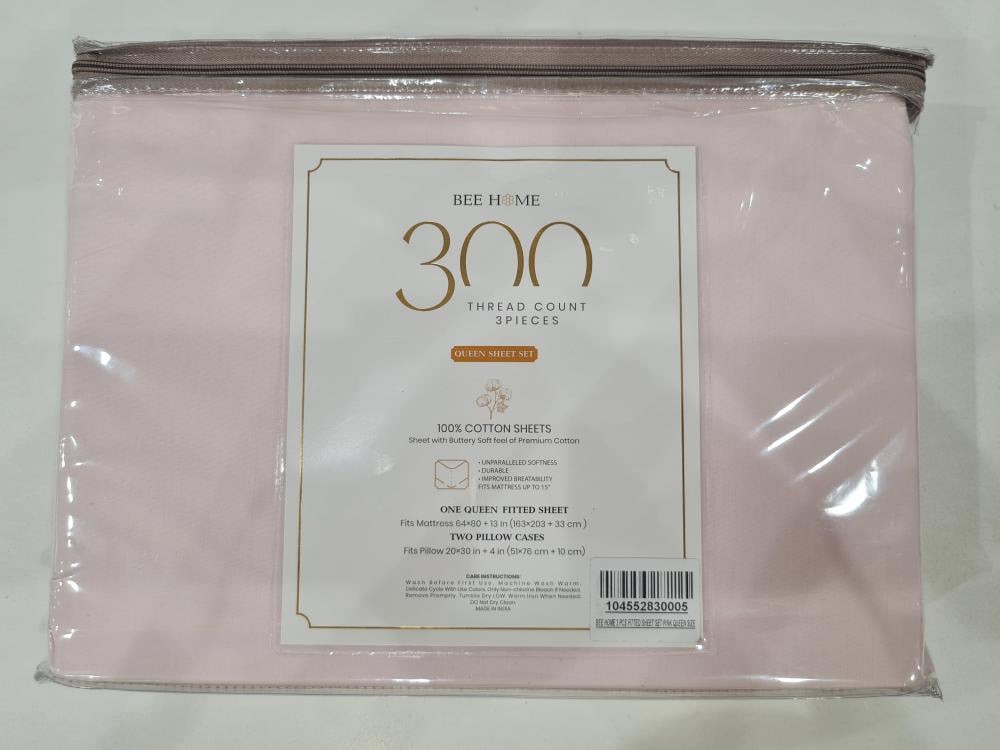 BEE HOME
300
THREAD COUNT
3PIECES
QUEEN SHEET SET
100% COTTON SHEETS
Sheet with Buttery Soft feel of Premium Cotton
• UNPARALLELED SOFTNESS
• DURABLE
• IMPROVED BREATABILITY
FITS MATTRESS UP TO 15"
ONE QUEEN FITTED SHEET
Fits Mattress 64×80 + 13 In (163×203 + 33 cm )
TWO PILLOW CASES
Fits Pillow 20×30 in + 4 in (51×76 cm + 10 cm)
CARE INSTRUCTIONS:
Wash Before First Use. Machine Wash Warm.
Delicate Cycle With Like Colors. Only Non-chlorine Bleach if Needed.
Remove Promptly. Tumble Dry LOW. Warm Iron When Needed.
DO Not Dry Clean.
MADE IN INDIA
104552830005
BEE HOME 3 PCS FITTED SHEET SET PINK QUEEN SIZE